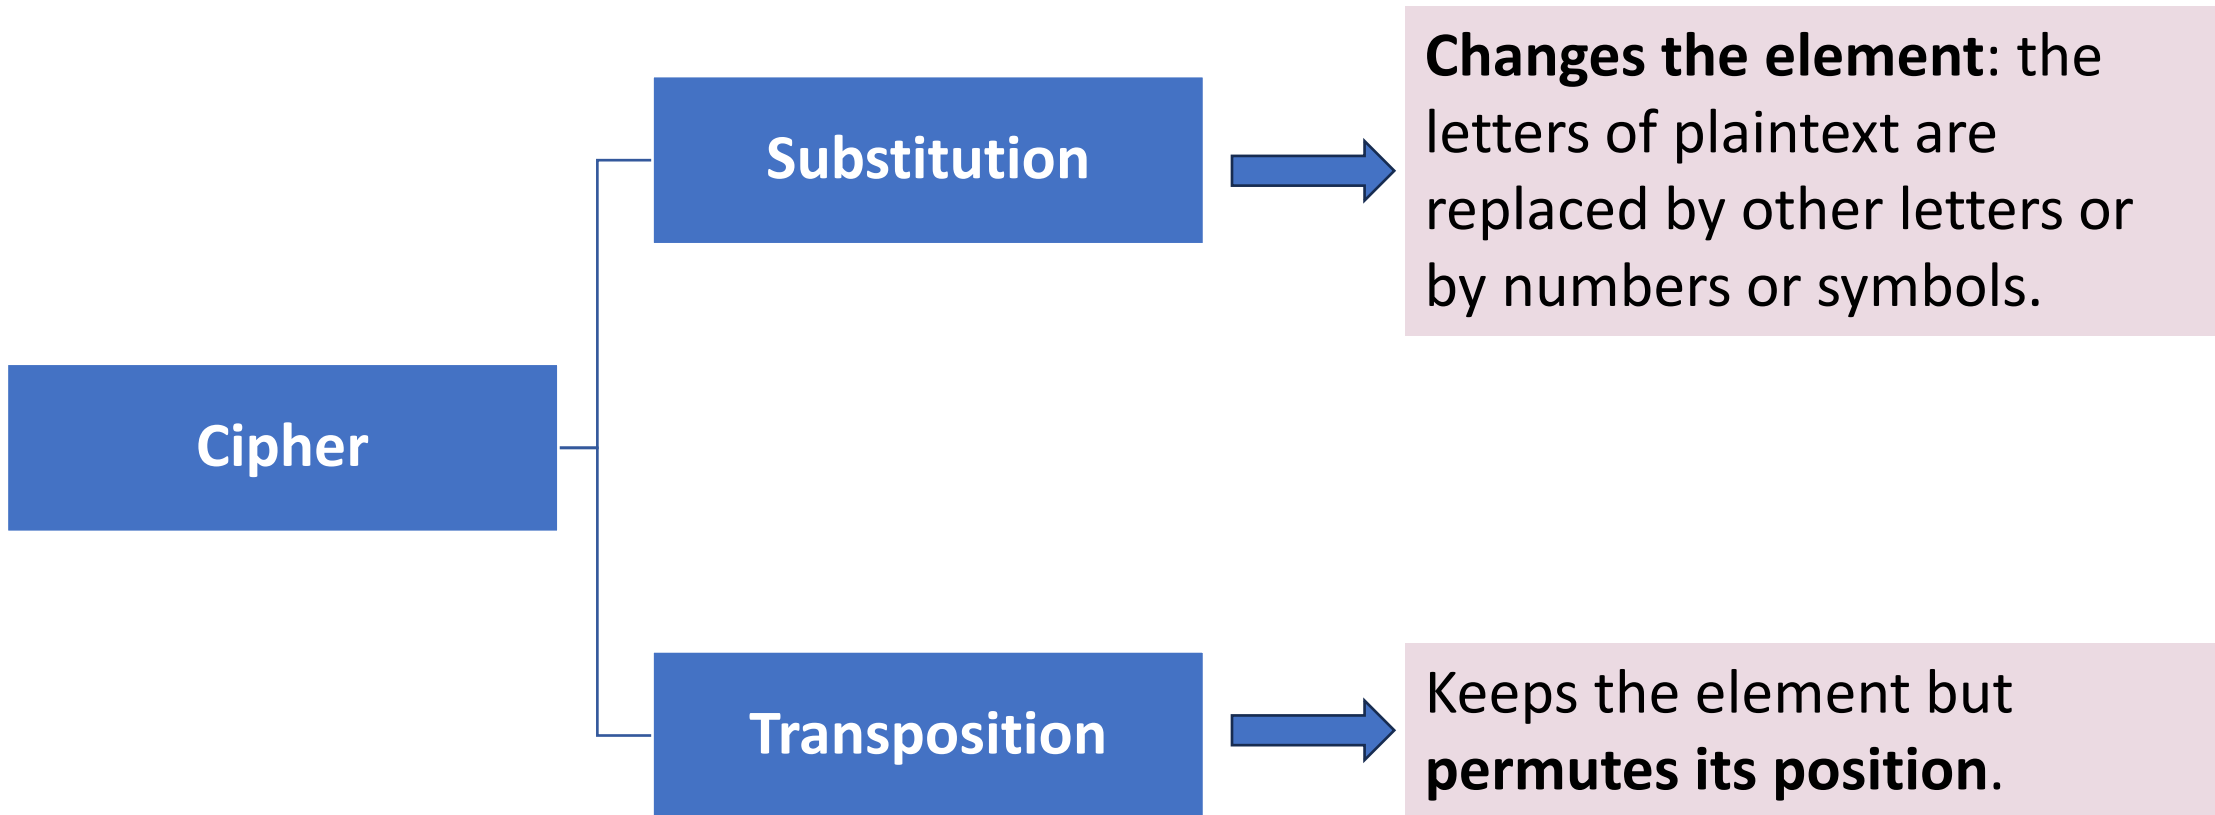 Cipher
Substitution
Changes the element: the
letters of plaintext are
replaced by other letters or
by numbers or symbols.
Transposition
Keeps the element but
permutes its position.